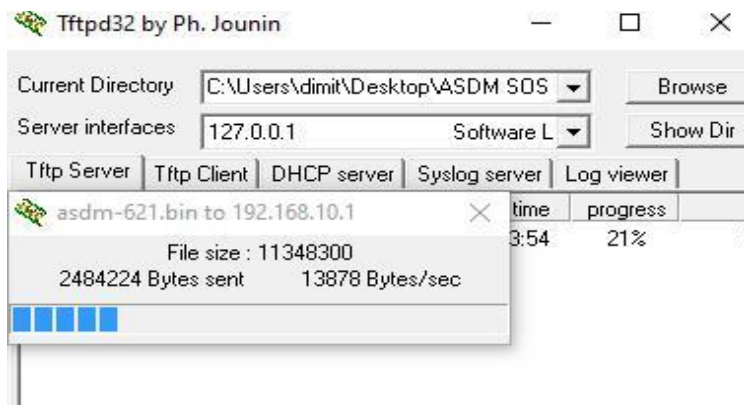 Tftpd32 by Ph. Jounin
Current Directory C:\Users\dimit\Desktop\ASDM SOS Browse
Server interfaces 127.0.0.1 Software L Show Dir
Tftp Server Tftp Client DHCP server Syslog server Log viewer
asdm-621.bin to 192.168.10.1 time progress
File size : 11348300 3:54 21%
2484224 Bytes sent 13878 Bytes/sec